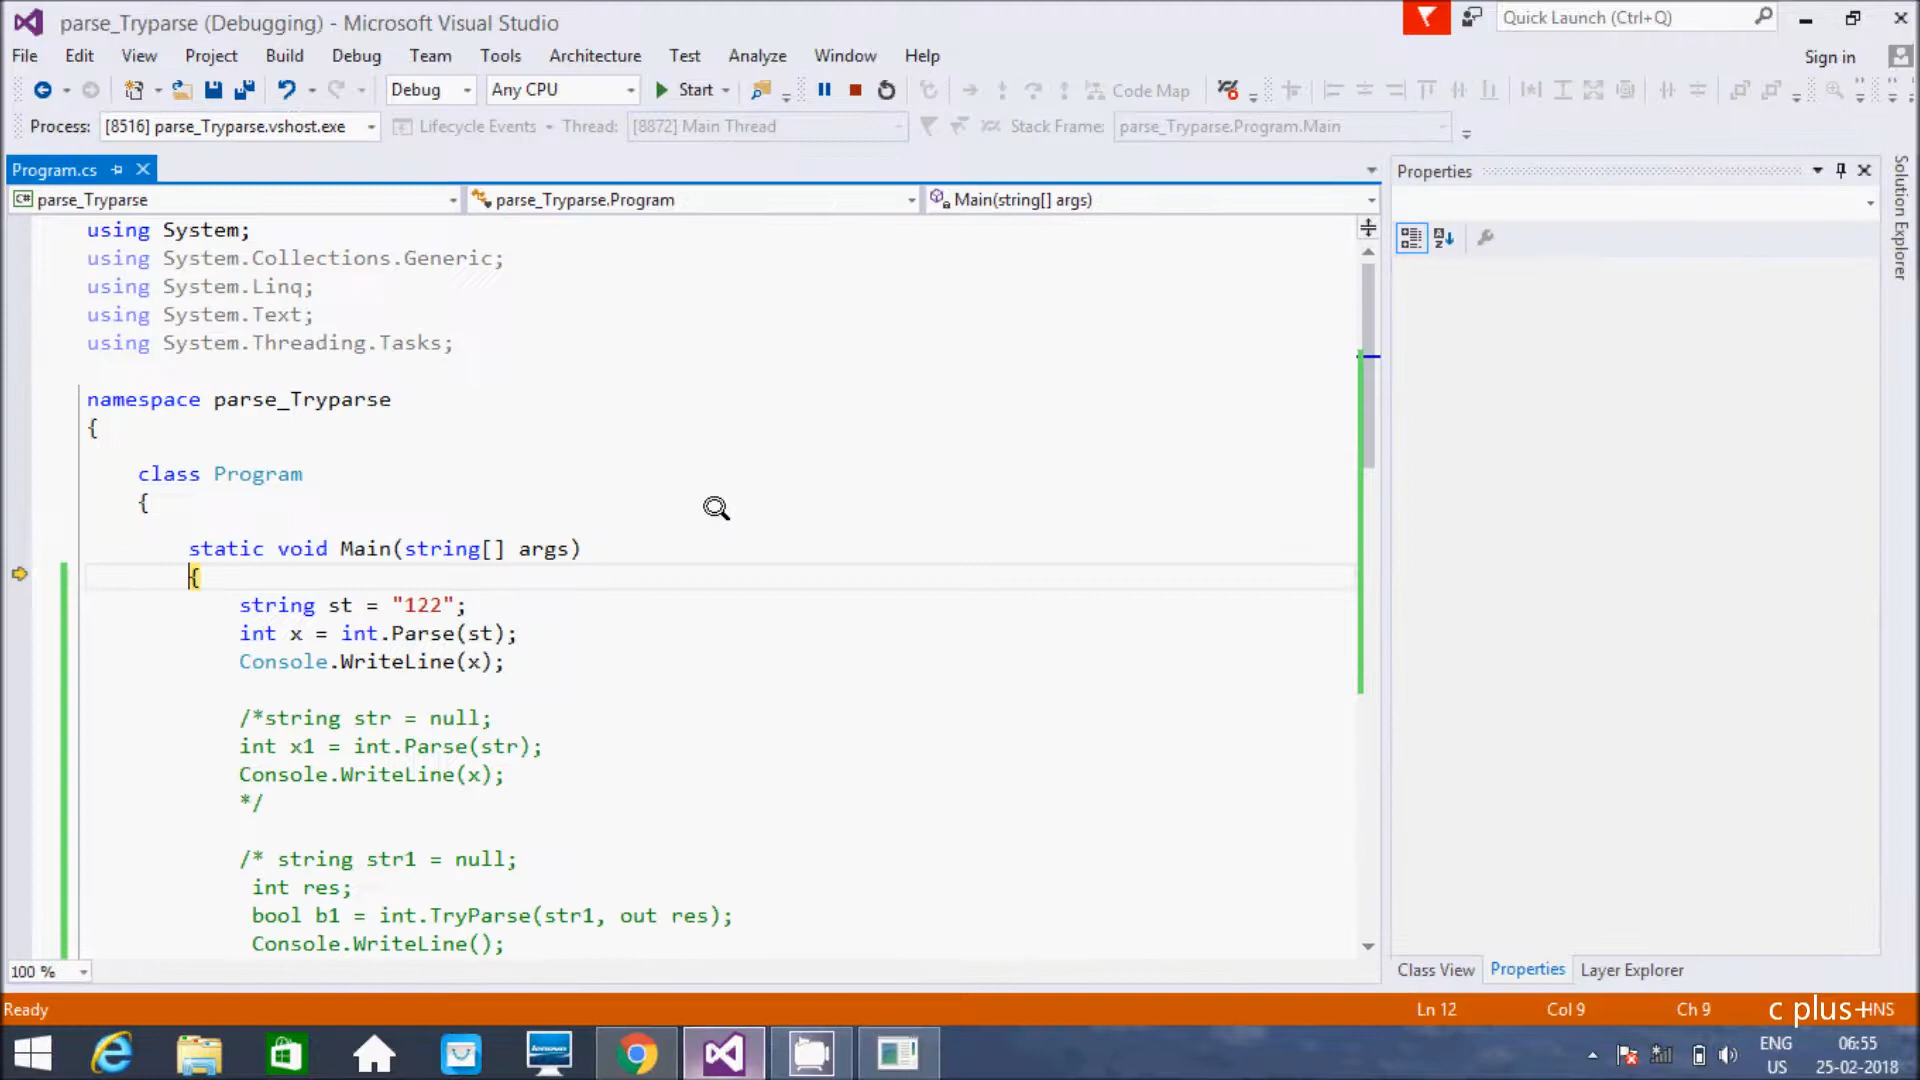 parse_Tryparse (Debugging) - Microsoft Visual Studio
Quick Launch (Ctrl+Q)
File Edit View Project Build Debug Team Tools Architecture Test Analyze Window Help
Sign in
Debug Any CPU Start Code Map
Process: [8516] parse_Tryparse.vshost.exe Lifecycle Events Thread: [8872] Main Thread Stack Frame: parse_Tryparse.Program.Main
Program.cs
Properties
Solution Explorer
C# parse_Tryparse parse_Tryparse.Program Main(string[] args)
using System;
using System.Collections.Generic;
using System.Linq;
using System.Text;
using System.Threading.Tasks;
namespace parse_Tryparse
{
class Program
{
static void Main(string[] args)
{
string st = "122";
int x = int.Parse(st);
Console.WriteLine(x);
/*string str = null;
int x1 = int.Parse(str);
Console.WriteLine(x);
*/
/* string str1 = null;
int res;
bool b1 = int.TryParse(str1, out res);
Console.WriteLine();
100 %
Class View Properties Layer Explorer
Ready Ln 12 Col 9 Ch 9
c plus+
ENG 06:55
US 25-02-2018